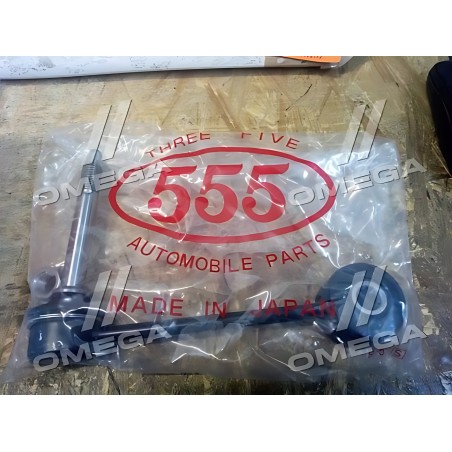 THREE FIVE
555
AUTOMOBILE PARTS
MADE IN JAPAN
OMEGA
OMEGA
OMEGA
OMEGA